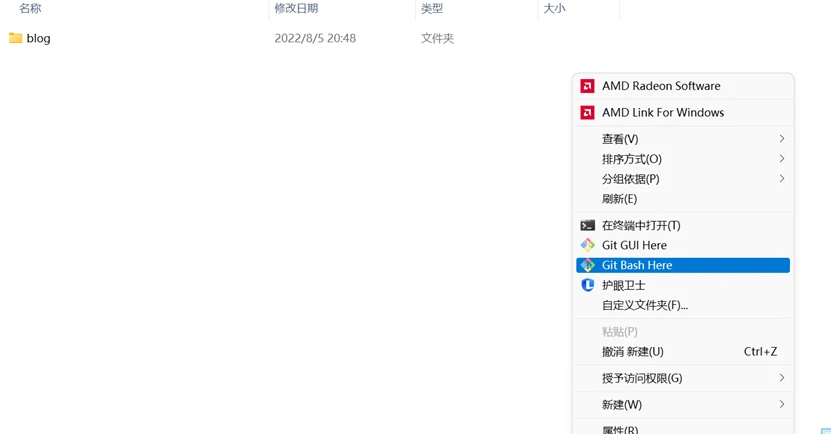 名称 修改日期 类型 大小
blog 2022/8/5 20:48 文件夹
AMD Radeon Software
AMD Link For Windows
查看(V)
排序方式(O)
分组依据(P)
刷新(E)
在终端中打开(T)
Git GUI Here
Git Bash Here
护眼卫士
自定义文件夹(F)...
粘贴(P)
撤消 新建(U) Ctrl+Z
授予访问权限(G)
新建(W)
属性(R)